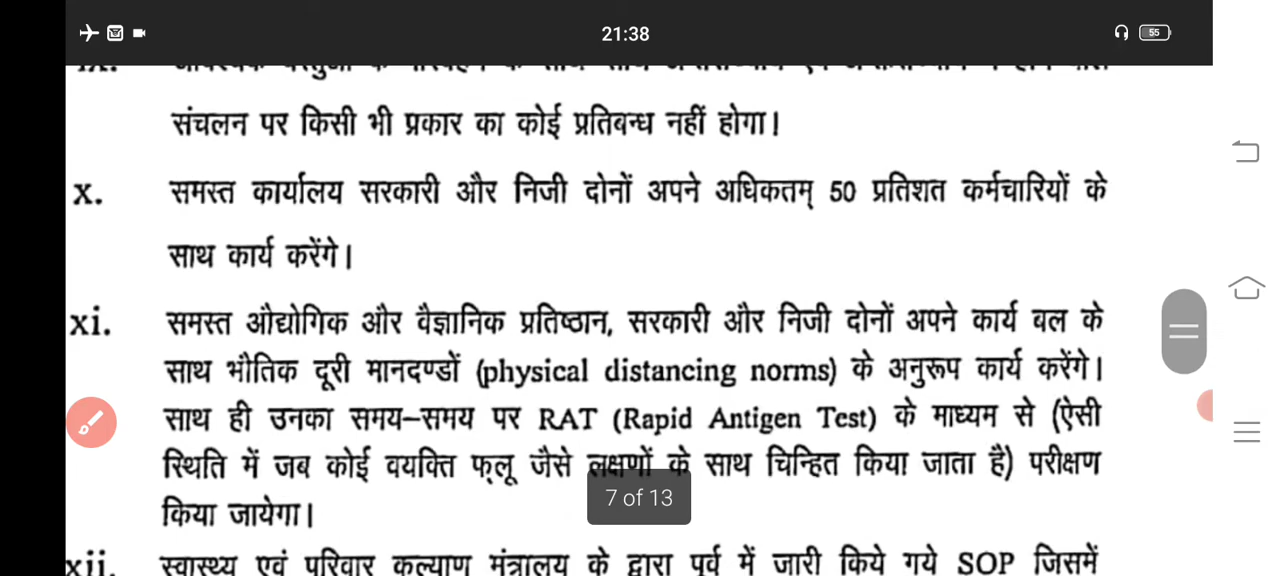 21:38
55
संचलन पर किसी भी प्रकार का कोई प्रतिबन्ध नहीं होगा।
x. समस्त कार्यालय सरकारी और निजी दोनों अपने अधिकतम् 50 प्रतिशत कर्मचारियों के
साथ कार्य करेंगे।
xi. समस्त औद्योगिक और वैज्ञानिक प्रतिष्ठान, सरकारी और निजी दोनों अपने कार्य वल के
साथ भौतिक दूरी मानदण्डों (physical distancing norms) के अनुरूप कार्य करेंगे।
साथ ही उनका समय–समय पर RAT (Rapid Antigen Test) के माध्यम से (ऐसी
स्थिति में जब कोई वयक्ति फ्लू जैसे लक्षणों के साथ चिन्हित किया जाता है) परीक्षण
किया जायेगा।
7 of 13
xii. स्वास्थ्य एवं परिवार कल्याण मंत्रालय के द्वारा पूर्व में जारी किये गये SOP जिसमें